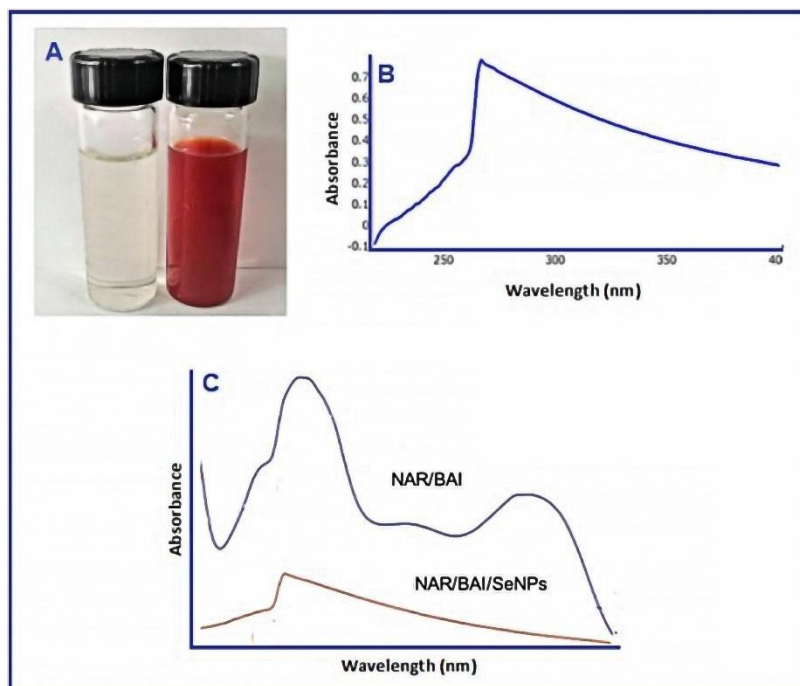 A
B
0.7
0.6
0.5
0.4
0.3
0.2
0.1
0
-0.1
Absorbance
250
300
350
40
Wavelength (nm)
C
NAR/BAI
NAR/BAI/SeNPs
Absorbance
Wavelength (nm)